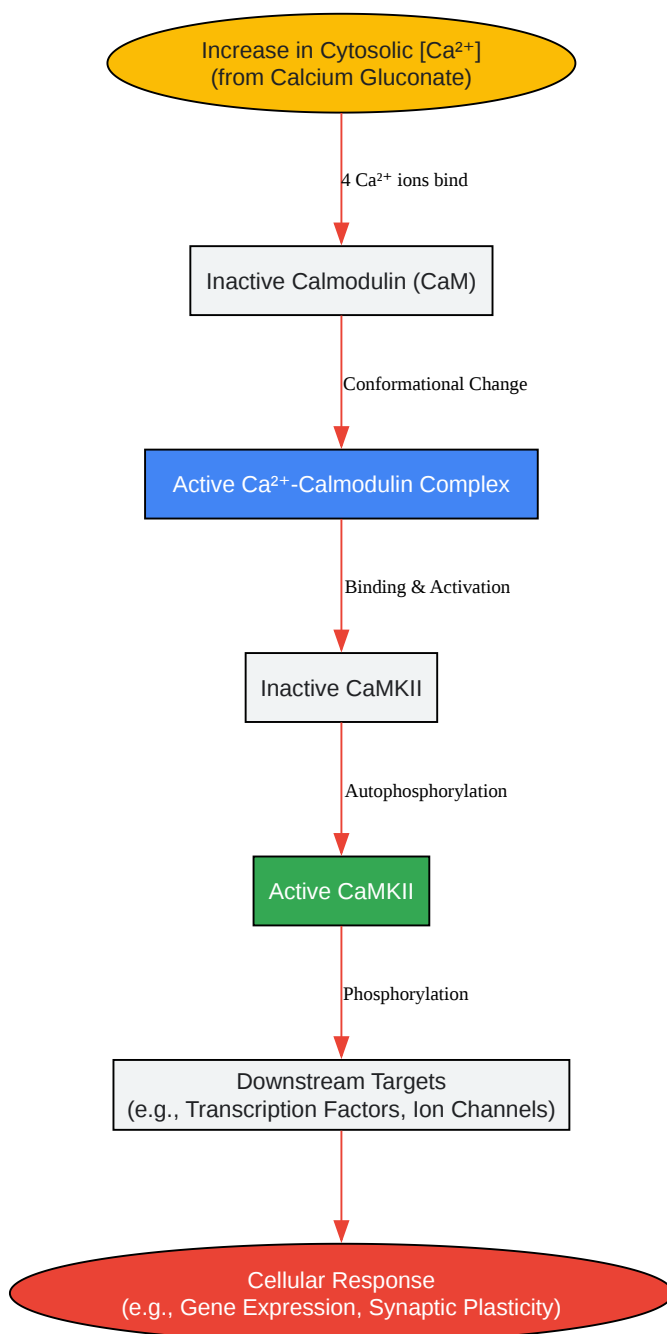 Increase in Cytosolic [Ca²⁺]
(from Calcium Gluconate)
4 Ca²⁺ ions bind
Inactive Calmodulin (CaM)
Conformational Change
Active Ca²⁺-Calmodulin Complex
Binding & Activation
Inactive CaMKII
Autophosphorylation
Active CaMKII
Phosphorylation
Downstream Targets
(e.g., Transcription Factors, Ion Channels)
Cellular Response
(e.g., Gene Expression, Synaptic Plasticity)